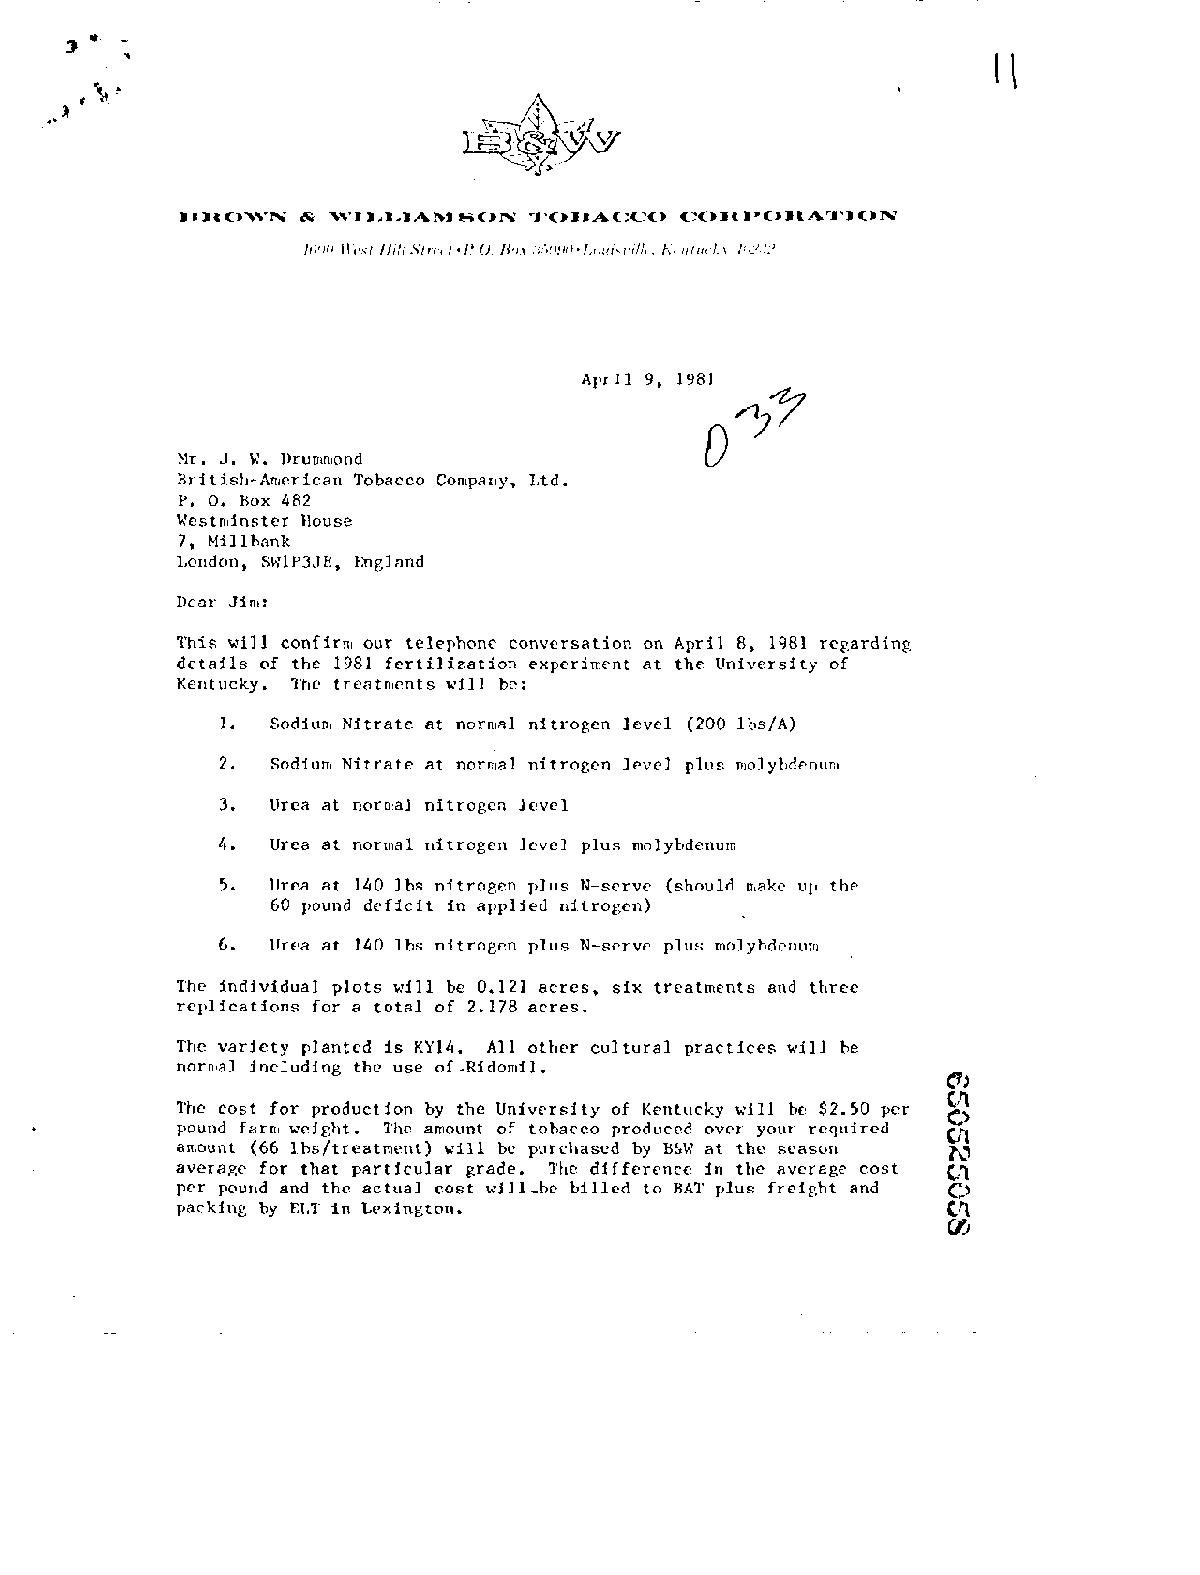 11
B&W
BROWN & WILLIAMSON TOBACCO CORPORATION
1600 West Hill Street • P. O. Box 35090 • Louisville, Kentucky
April 9, 1981
033
Mr. J. W. Drummond
British-American Tobacco Company, Ltd.
P. O. Box 482
Westminster House
7, Millbank
London, SW1P3JE, England
Dear Jim:
This will confirm our telephone conversation on April 8, 1981 regarding
details of the 1981 fertilization experiment at the University of
Kentucky. The treatments will be:
1. Sodium Nitrate at normal nitrogen level (200 lbs/A)
2. Sodium Nitrate at normal nitrogen level plus molybdenum
3. Urea at normal nitrogen level
4. Urea at normal nitrogen level plus molybdenum
5. Urea at 140 lbs nitrogen plus N-serve (should make up the
60 pound deficit in applied nitrogen)
6. Urea at 140 lbs nitrogen plus N-serve plus molybdenum
The individual plots will be 0.121 acres, six treatments and three
replications for a total of 2.178 acres.
The variety planted is KY14. All other cultural practices will be
normal including the use of Ridomil.
The cost for production by the University of Kentucky will be $2.50 per
pound farm weight. The amount of tobacco produced over your required
amount (66 lbs/treatment) will be purchased by B&W at the season
average for that particular grade. The difference in the average cost
per pound and the actual cost will be billed to BAT plus freight and
packing by ELT in Lexington.